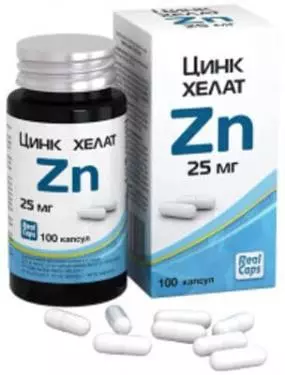 ЦИНК ХЕЛАТ
Zn
25 мг
100 капсул
Real
Caps
ЦИНК
ХЕЛАТ
Zn
25 мг
100 капсул
Real
Caps